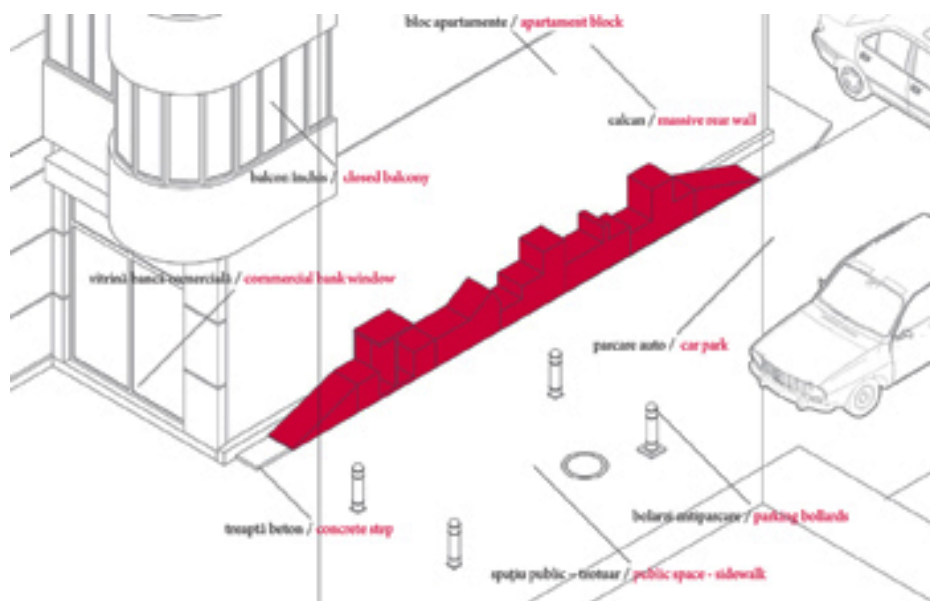 bloc apartamente / apartament block
calcan / massive rear wall
balcon inchis / closed balcony
vitrină bancă comercială / commercial bank window
parcare auto / car park
treaptă beton / concrete step
bolarzi antiparcare / parking bollards
spațiu public - trotuar / public space - sidewalk